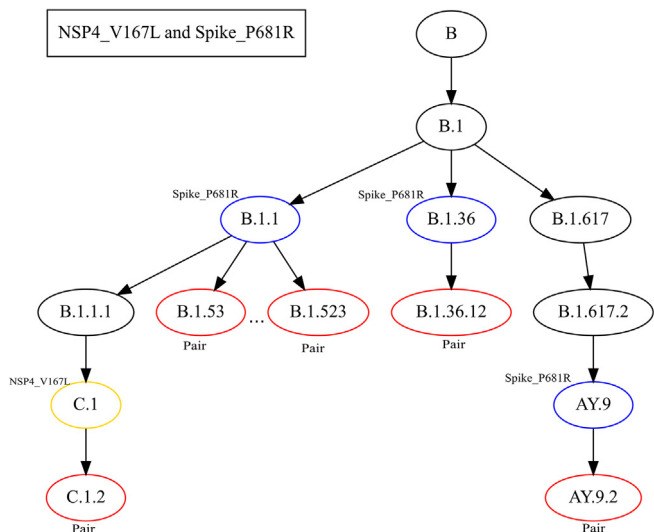 NSP4_V167L and Spike_P681R
B
B.1
Spike_P681R
B.1.1
Spike_P681R
B.1.36
B.1.617
B.1.1.1
B.1.53
...
B.1.523
B.1.36.12
B.1.617.2
Pair
Pair
Pair
NSP4_V167L
C.1
Spike_P681R
AY.9
C.1.2
AY.9.2
Pair
Pair